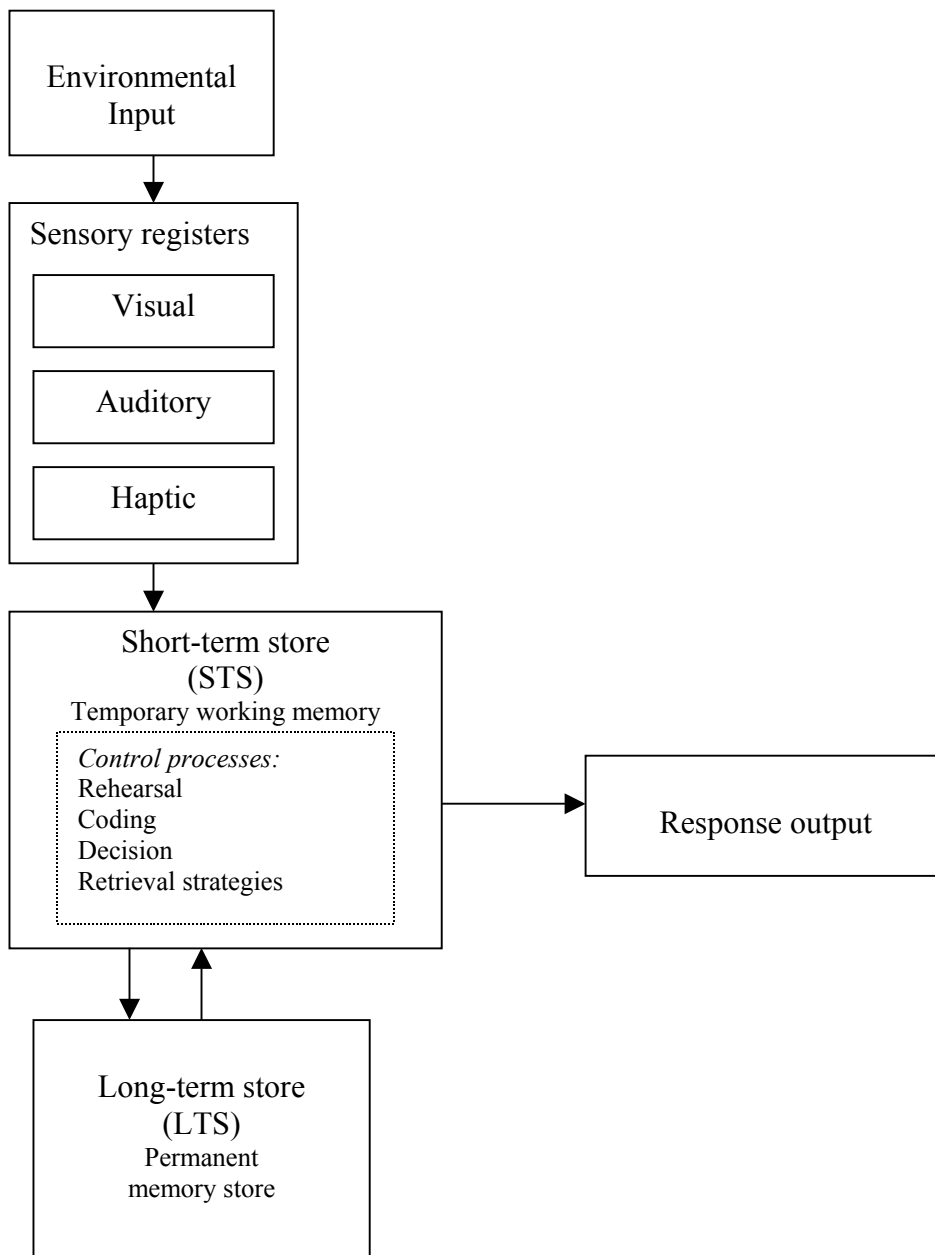 Environmental
Input
Sensory registers
Visual
Auditory
Haptic
Short-term store
(STS)
Temporary working memory
Control processes:
Rehearsal
Coding
Decision
Retrieval strategies
Response output
Long-term store
(LTS)
Permanent
memory store